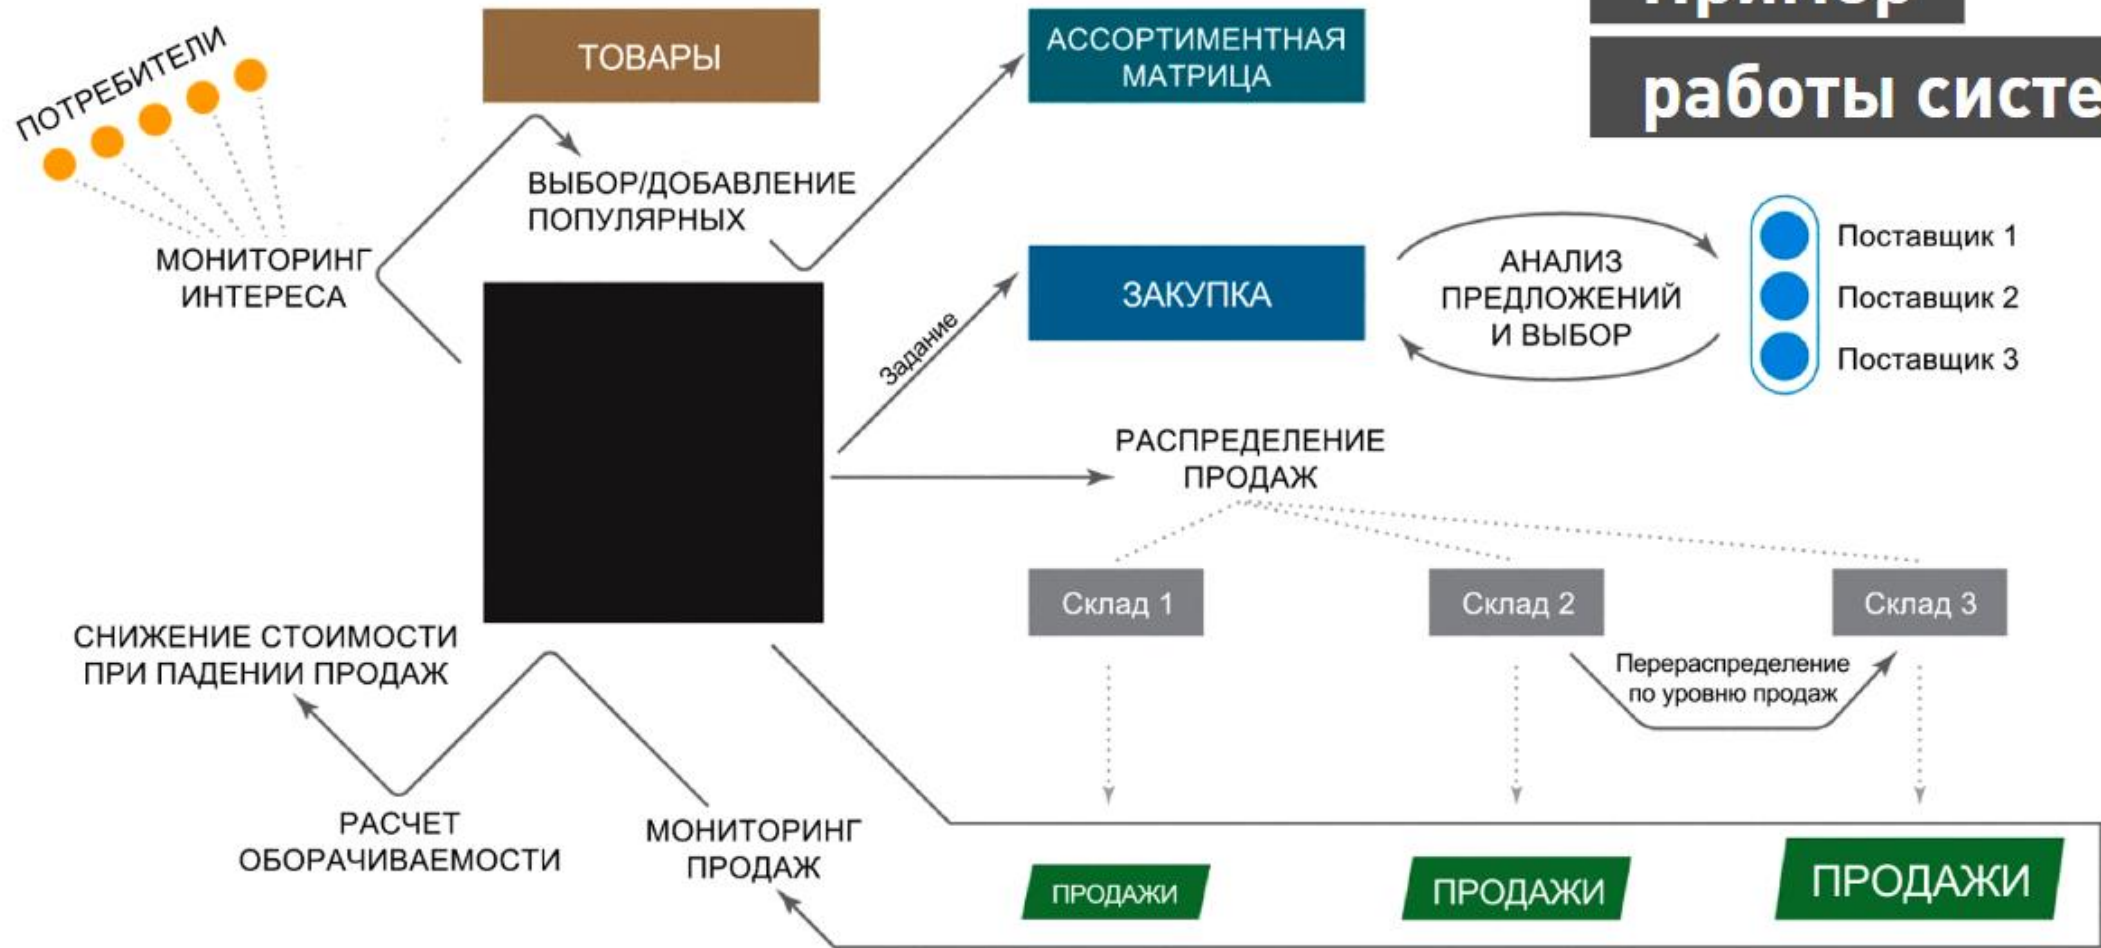 Пример
работы систе
ПОТРЕБИТЕЛИ
ТОВАРЫ
АССОРТИМЕНТНАЯ
МАТРИЦА
ВЫБОР/ДОБАВЛЕНИЕ
ПОПУЛЯРНЫХ
МОНИТОРИНГ
ИНТЕРЕСА
Задание
ЗАКУПКА
АНАЛИЗ
ПРЕДЛОЖЕНИЙ
И ВЫБОР
Поставщик 1
Поставщик 2
Поставщик 3
РАСПРЕДЕЛЕНИЕ
ПРОДАЖ
Склад 1
Склад 2
Склад 3
Перераспределение
по уровню продаж
СНИЖЕНИЕ СТОИМОСТИ
ПРИ ПАДЕНИИ ПРОДАЖ
РАСЧЕТ
ОБОРАЧИВАЕМОСТИ
МОНИТОРИНГ
ПРОДАЖ
ПРОДАЖИ
ПРОДАЖИ
ПРОДАЖИ